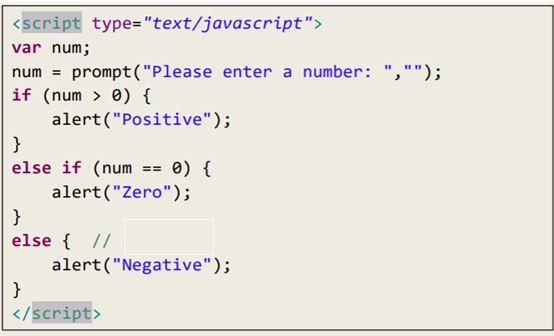 <script type="text/javascript">
var num;
num = prompt("Please enter a number: ","");
if (num > 0) {
    alert("Positive");
}
else if (num == 0) {
    alert("Zero");
}
else {  //
    alert("Negative");
}
</script>